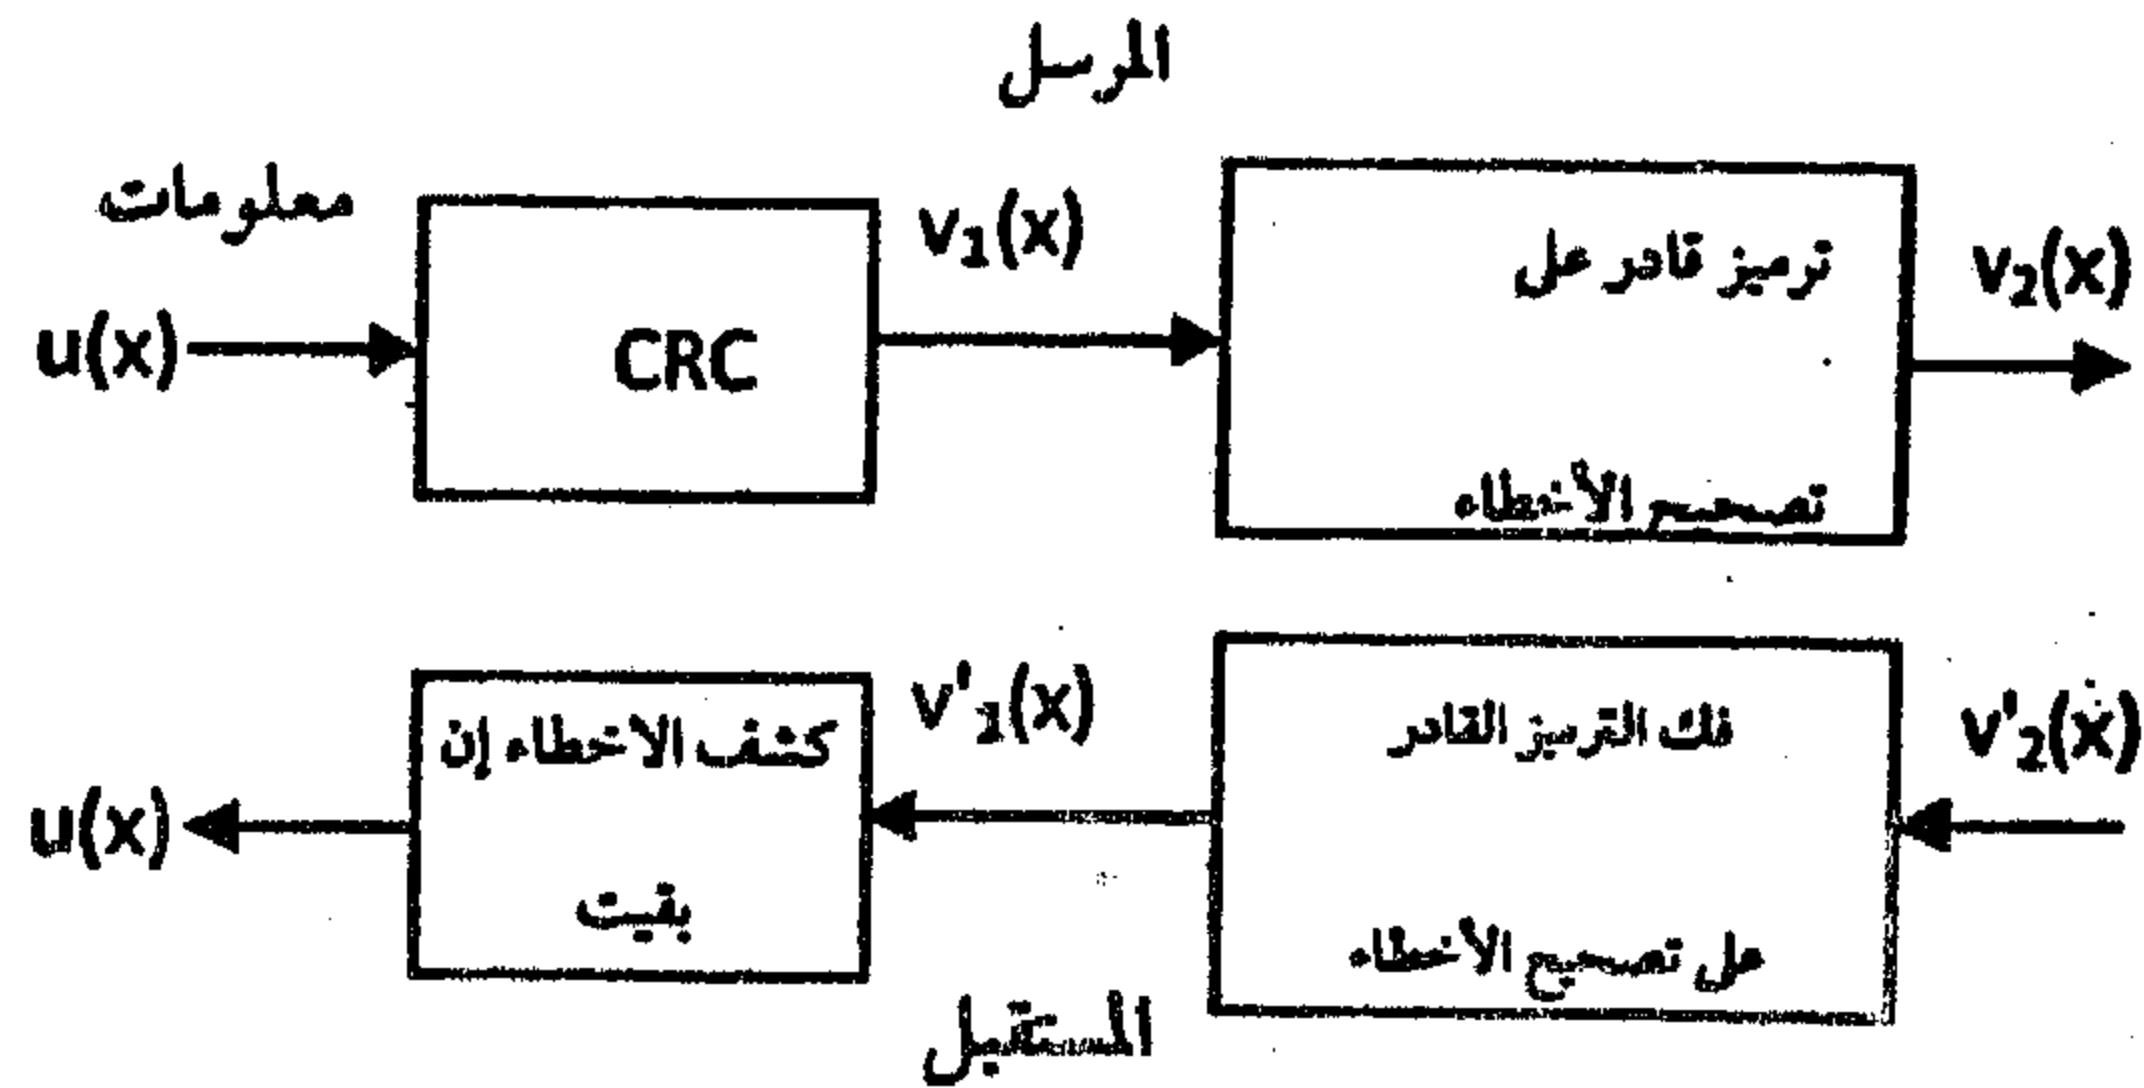 المرسل
معلومات
u(x)
CRC
v₁(x)
ترميز قادر على
تصحيح الأخطاء
v₂(x)
u(x)
كشف الاخطاء إن
بقيت
v'₁(x)
فك الترميز القادر
على تصحيح الأخطاء
v'₂(x)
المستقبل